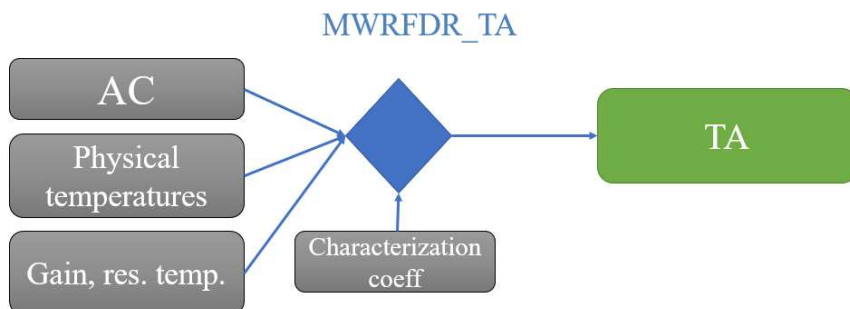 MWRFDR_TA
AC
Physical
temperatures
Gain, res. temp.
Characterization
coeff
TA